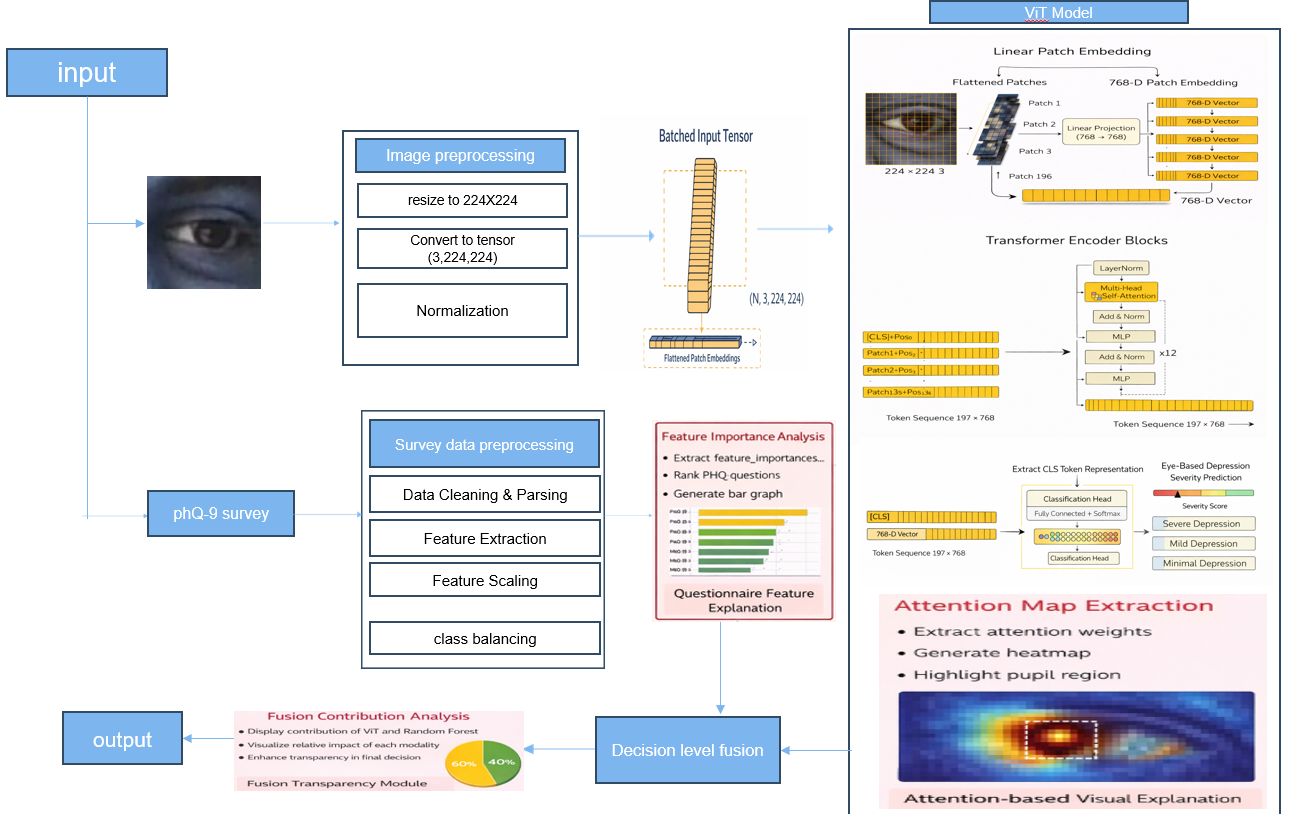 ViT Model
input
Image preprocessing
resize to 224X224
Convert to tensor
(3,224,224)
Normalization
Batched Input Tensor
(N, 3, 224, 224)
Flattened Patch Embeddings
Linear Patch Embedding
Flattened Patches
768-D Patch Embedding
Patch 1
Patch 2
Patch 3
Patch 196
224 × 224 3
Linear Projection
(768 → 768)
768-D Vector
768-D Vector
768-D Vector
768-D Vector
768-D Vector
768-D Vector
Transformer Encoder Blocks
LayerNorm
Multi-Head
Self-Attention
Add & Norm
MLP
Add & Norm
x12
MLP
[CLS]+Pos₀
Patch1+Pos
Patch2+Pos
Token Sequence 197 × 768
Token Sequence 197 × 768
phQ-9 survey
Survey data preprocessing
Data Cleaning & Parsing
Feature Extraction
Feature Scaling
class balancing
Feature Importance Analysis
• Extract feature_importances...
• Rank PHQ questions
• Generate bar graph
Questionnaire Feature
Explanation
Extract CLS Token Representation
Classification Head
Fully Connected + Softmax
Classification Head
[CLS]
768-D Vector
Token Sequence 197 × 768
Eye-Based Depression
Severity Prediction
Severity Score
Severe Depression
Mild Depression
Minimal Depression
Attention Map Extraction
• Extract attention weights
• Generate heatmap
• Highlight pupil region
Attention-based Visual Explanation
Decision level fusion
Fusion Contribution Analysis
• Display contribution of ViT and Random Forest
• Visualize relative impact of each modality
• Enhance transparency in final decision
60%
40%
Fusion Transparency Module
output